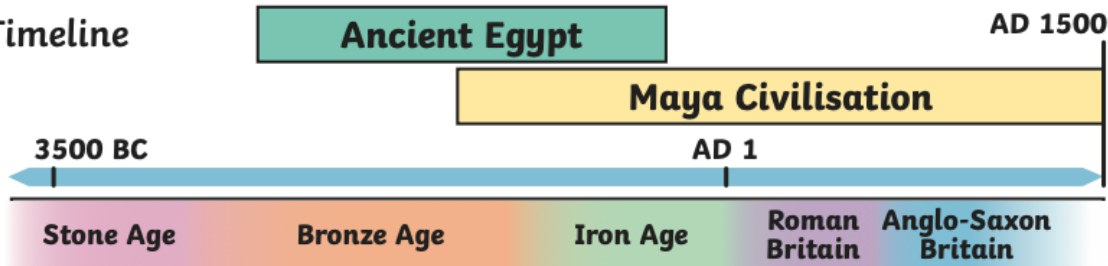 Timeline
Ancient Egypt
AD 1500
Maya Civilisation
3500 BC
AD 1
Stone Age
Bronze Age
Iron Age
Roman
Britain
Anglo-Saxon
Britain